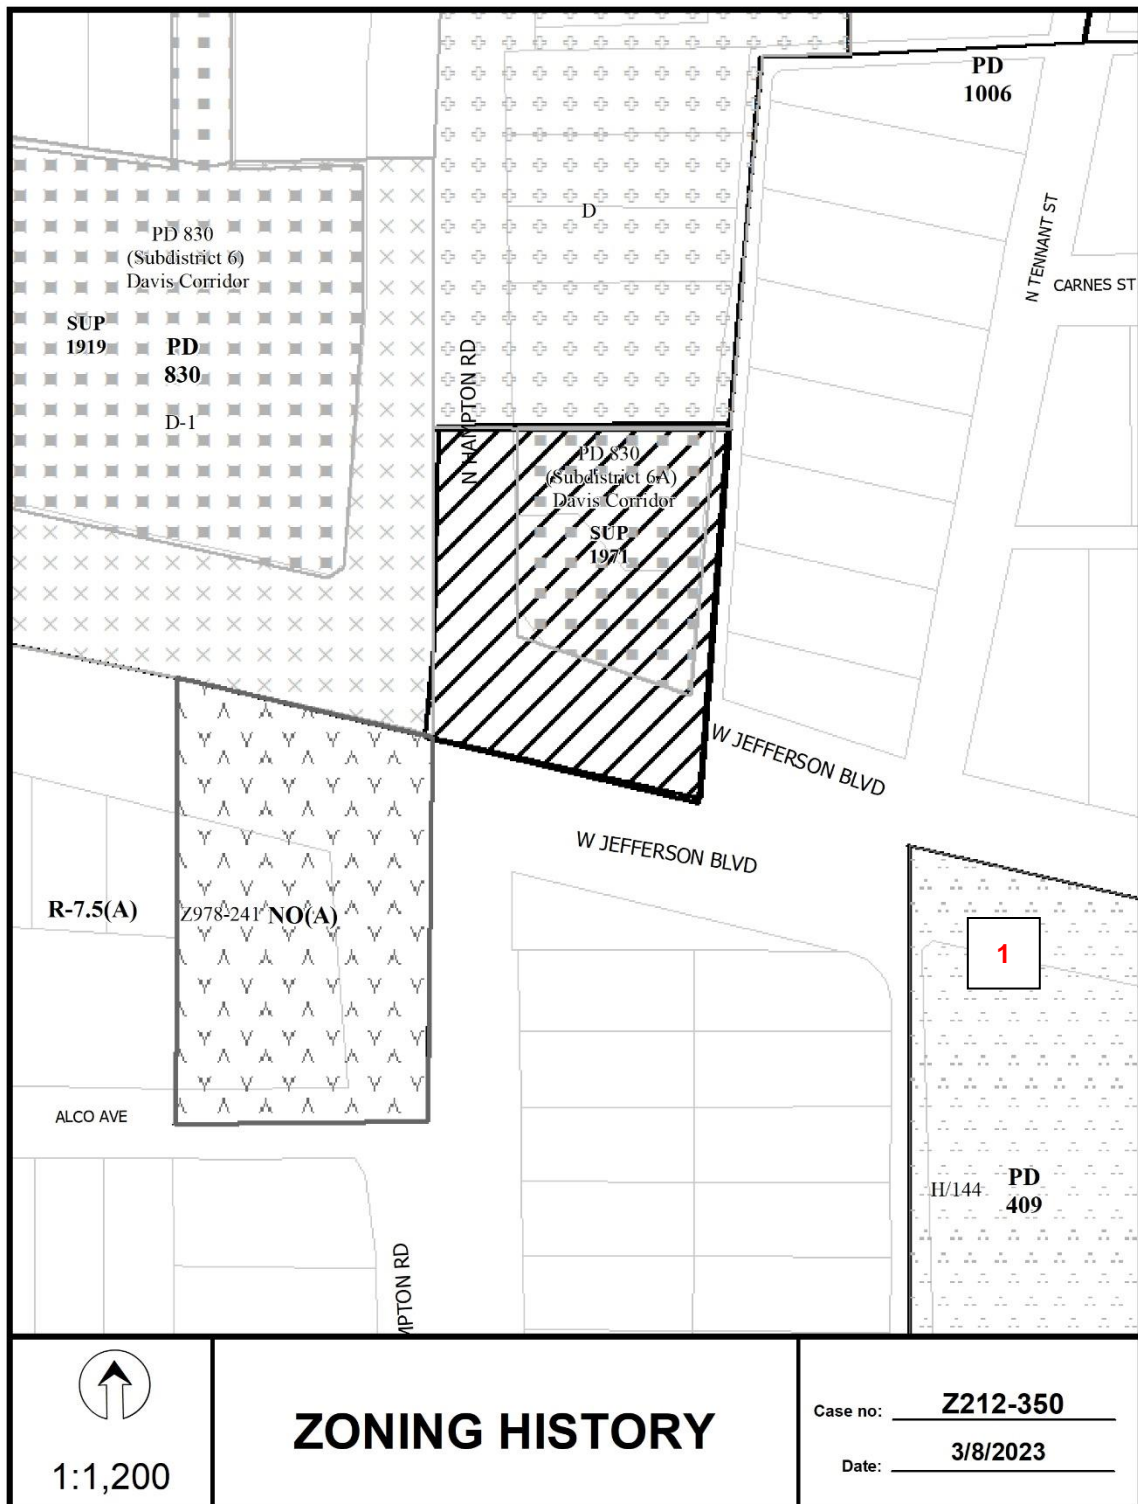 PD
1006
D
N TENNANT ST
CARNES ST
PD 830
(Subdistrict 6)
Davis Corridor
SUP
1919
PD
830
D-1
N HAMPTON RD
PD 830
(Subdistrict 6A)
Davis Corridor
SUP
1971
W JEFFERSON BLVD
W JEFFERSON BLVD
R-7.5(A)
Z978-241
NO(A)
1
ALCO AVE
H/144
PD
409
MPTON RD
1:1,200
ZONING HISTORY
Case no: Z212-350
Date: 3/8/2023